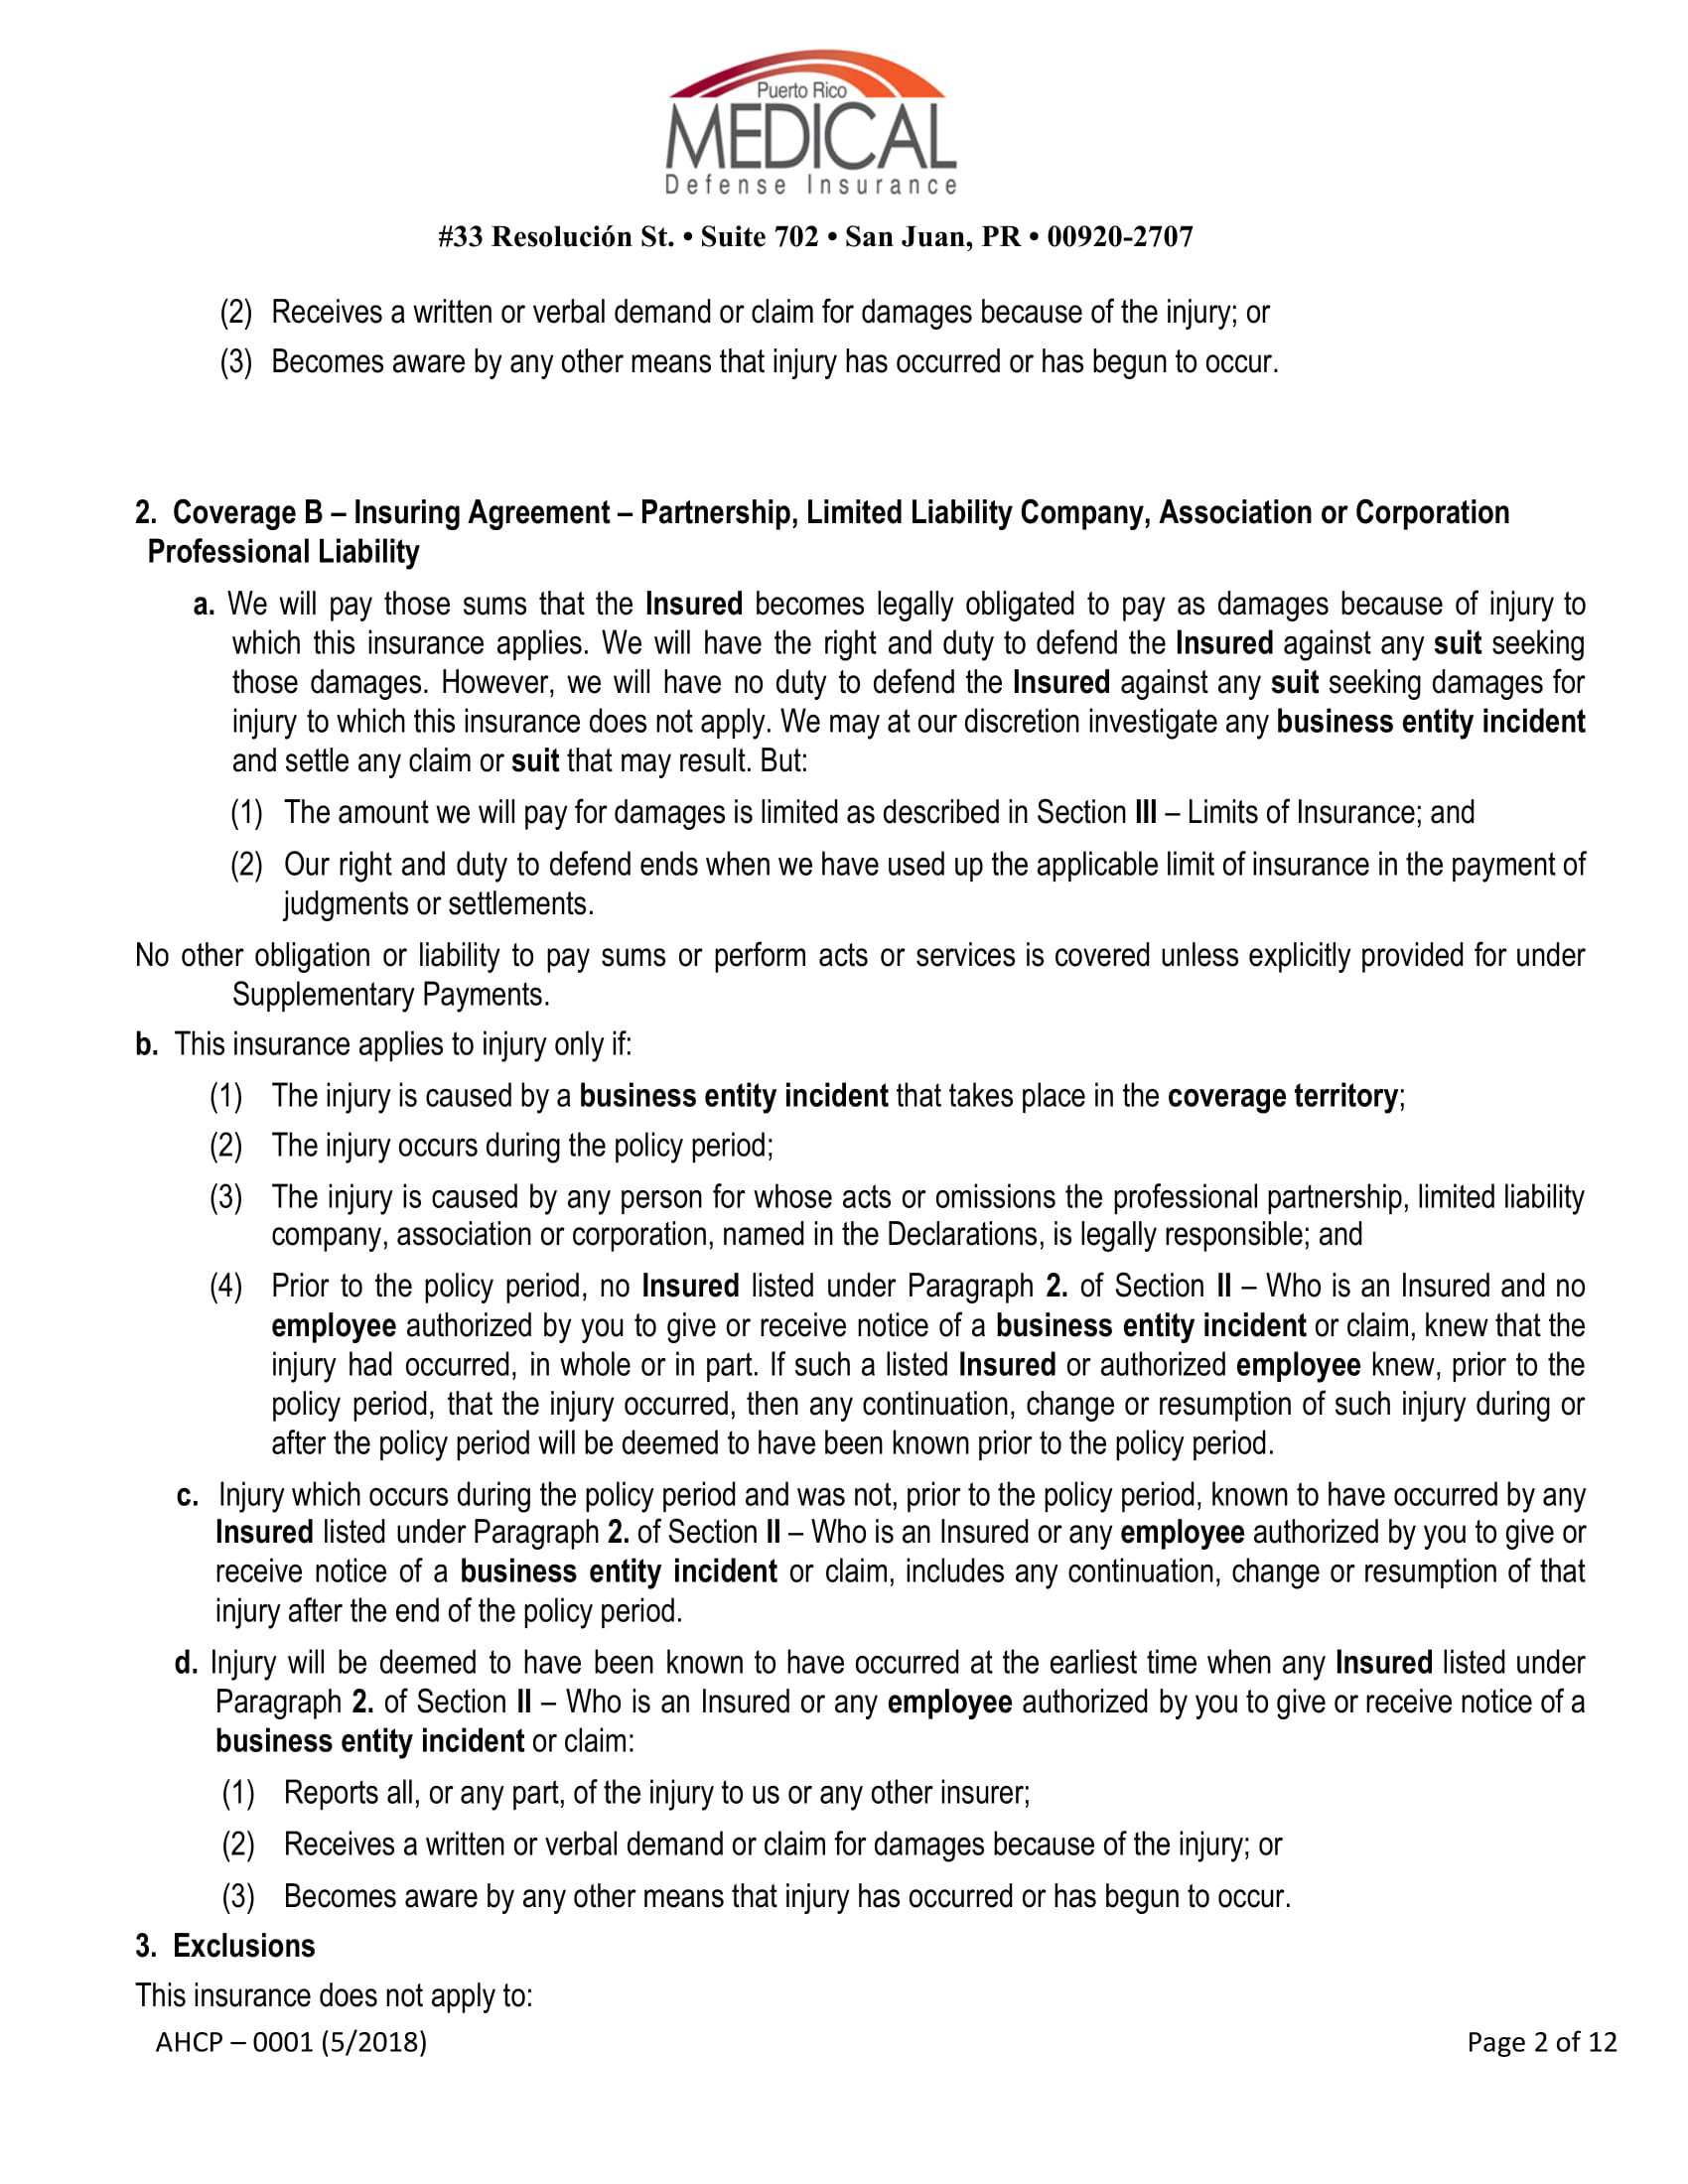 Puerto Rico
MEDICAL
Defense Insurance
#33 Resolución St. • Suite 702 • San Juan, PR • 00920-2707
(2) Receives a written or verbal demand or claim for damages because of the injury; or
(3) Becomes aware by any other means that injury has occurred or has begun to occur.
2. Coverage B – Insuring Agreement – Partnership, Limited Liability Company, Association or Corporation
Professional Liability
a. We will pay those sums that the Insured becomes legally obligated to pay as damages because of injury to
which this insurance applies. We will have the right and duty to defend the Insured against any suit seeking
those damages. However, we will have no duty to defend the Insured against any suit seeking damages for
injury to which this insurance does not apply. We may at our discretion investigate any business entity incident
and settle any claim or suit that may result. But:
(1) The amount we will pay for damages is limited as described in Section III – Limits of Insurance; and
(2) Our right and duty to defend ends when we have used up the applicable limit of insurance in the payment of
judgments or settlements.
No other obligation or liability to pay sums or perform acts or services is covered unless explicitly provided for under
Supplementary Payments.
b. This insurance applies to injury only if:
(1) The injury is caused by a business entity incident that takes place in the coverage territory;
(2) The injury occurs during the policy period;
(3) The injury is caused by any person for whose acts or omissions the professional partnership, limited liability
company, association or corporation, named in the Declarations, is legally responsible; and
(4) Prior to the policy period, no Insured listed under Paragraph 2. of Section II – Who is an Insured and no
employee authorized by you to give or receive notice of a business entity incident or claim, knew that the
injury had occurred, in whole or in part. If such a listed Insured or authorized employee knew, prior to the
policy period, that the injury occurred, then any continuation, change or resumption of such injury during or
after the policy period will be deemed to have been known prior to the policy period.
c. Injury which occurs during the policy period and was not, prior to the policy period, known to have occurred by any
Insured listed under Paragraph 2. of Section II – Who is an Insured or any employee authorized by you to give or
receive notice of a business entity incident or claim, includes any continuation, change or resumption of that
injury after the end of the policy period.
d. Injury will be deemed to have been known to have occurred at the earliest time when any Insured listed under
Paragraph 2. of Section II – Who is an Insured or any employee authorized by you to give or receive notice of a
business entity incident or claim:
(1) Reports all, or any part, of the injury to us or any other insurer;
(2) Receives a written or verbal demand or claim for damages because of the injury; or
(3) Becomes aware by any other means that injury has occurred or has begun to occur.
3. Exclusions
This insurance does not apply to:
AHCP – 0001 (5/2018) Page 2 of 12